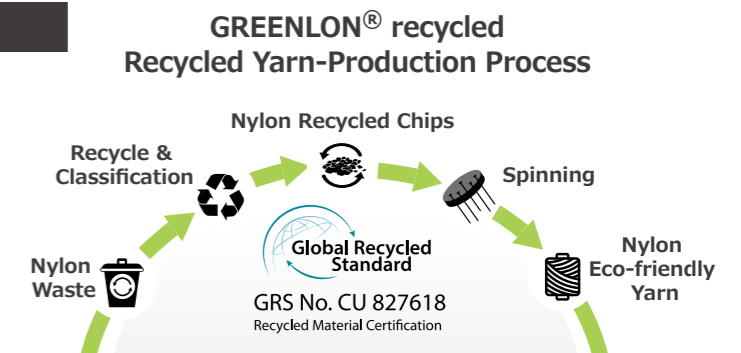 GREENLON® recycled
Recycled Yarn-Production Process
Nylon Recycled Chips
Recycle &
Classification
Spinning
Nylon
Waste
Global Recycled
Standard
Nylon
Eco-friendly
Yarn
GRS No. CU 827618
Recycled Material Certification